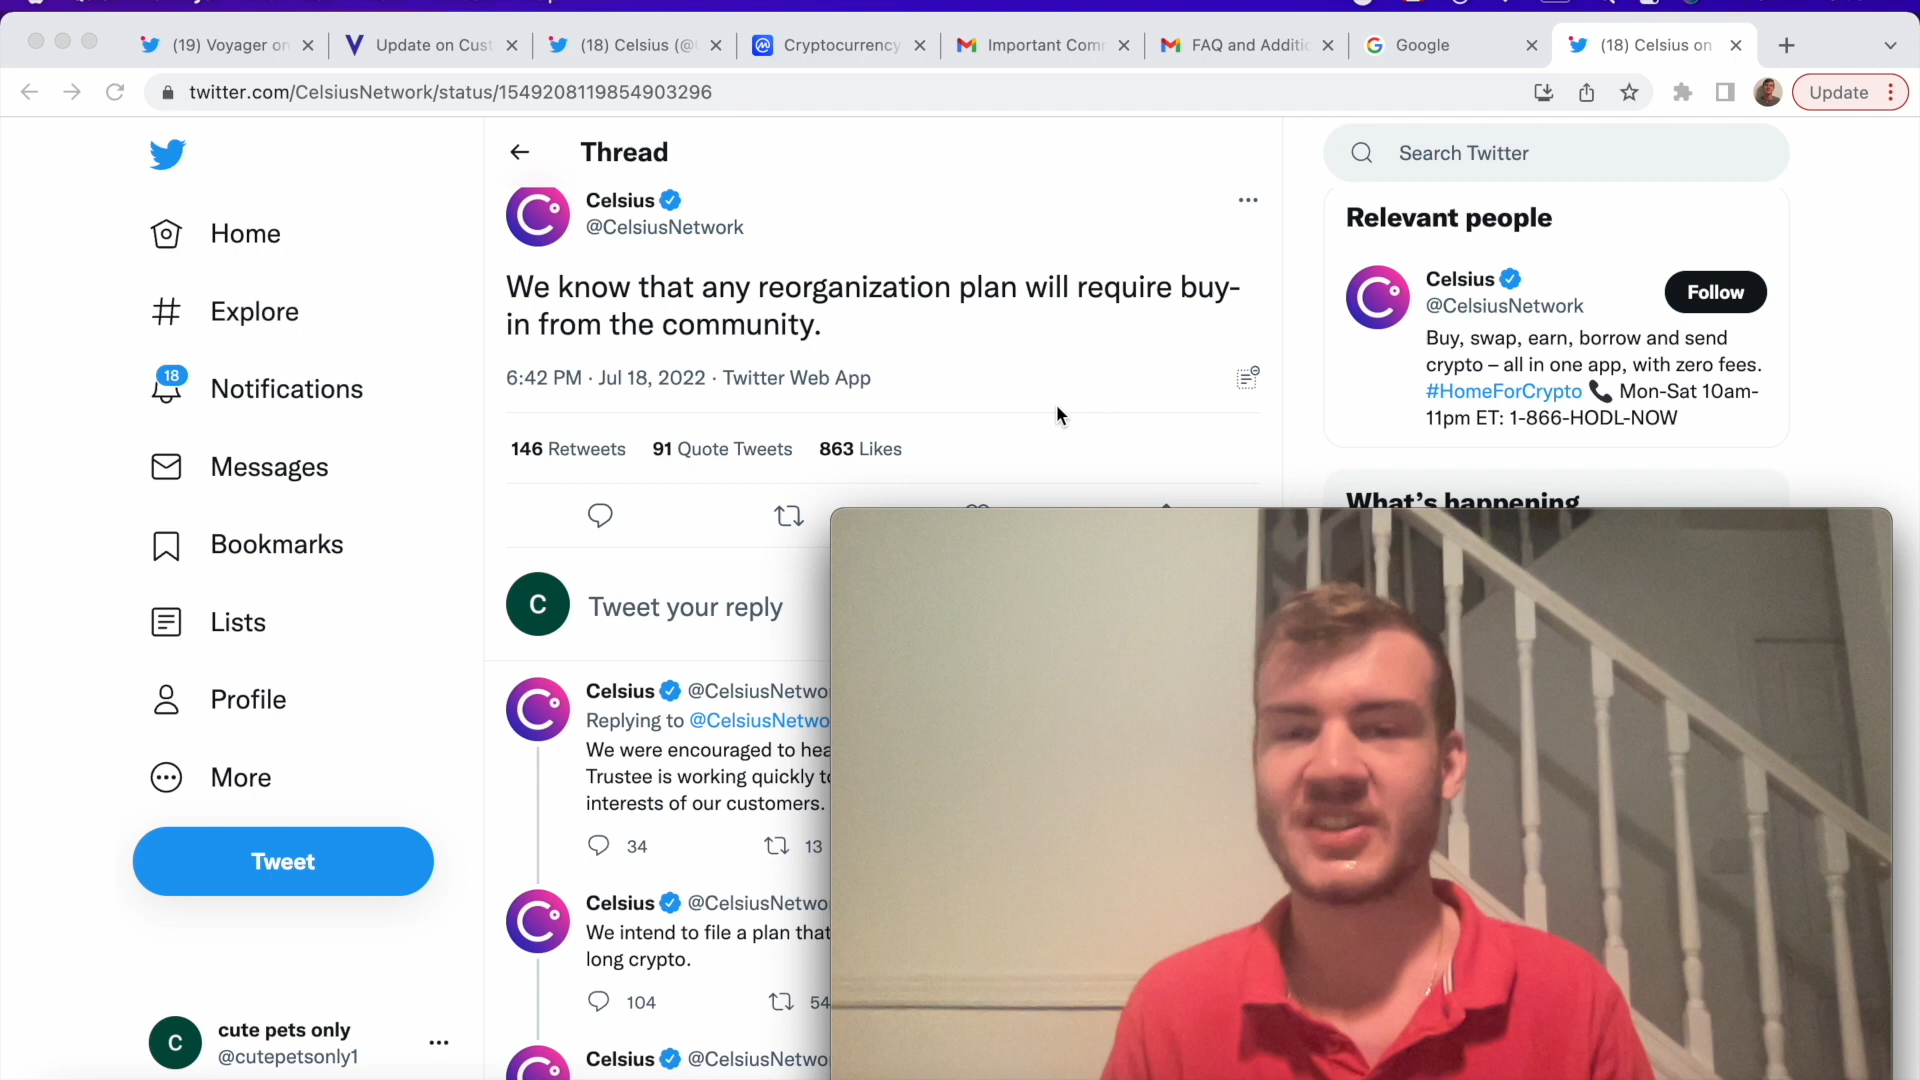 (19) Voyager on
Update on Cust
(18) Celsius (@
Cryptocurrency
Important Com
FAQ and Additi
Google
(18) Celsius on
twitter.com/CelsiusNetwork/status/1549208119854903296
Update
Home
Explore
18
Notifications
Messages
Bookmarks
Lists
Profile
More
Tweet
C
cute pets only
@cutepetsonly1
Thread
Celsius
@CelsiusNetwork
We know that any reorganization plan will require buy-
in from the community.
6:42 PM · Jul 18, 2022 · Twitter Web App
146 Retweets 91 Quote Tweets 863 Likes
C
Tweet your reply
Celsius @CelsiusNetwo
Replying to @CelsiusNetwo
We were encouraged to hea
Trustee is working quickly to
interests of our customers.
34 13
Celsius @CelsiusNetwo
We intend to file a plan that
long crypto.
104 54
Celsius @CelsiusNetwo
Search Twitter
Relevant people
Celsius
@CelsiusNetwork
Follow
Buy, swap, earn, borrow and send
crypto – all in one app, with zero fees.
#HomeForCrypto 📞 Mon-Sat 10am-
11pm ET: 1-866-HODL-NOW
What's happening